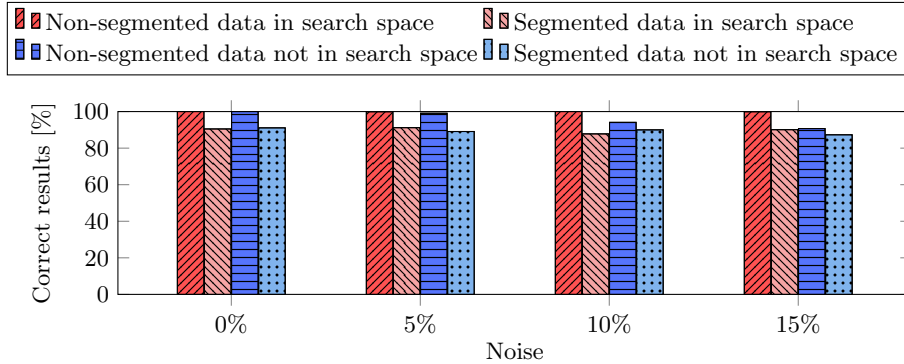 Non-segmented data in search space Segmented data in search space
Non-segmented data not in search space Segmented data not in search space
Correct results [%]
100
80
60
40
20
0
0% 5% 10% 15%
Noise